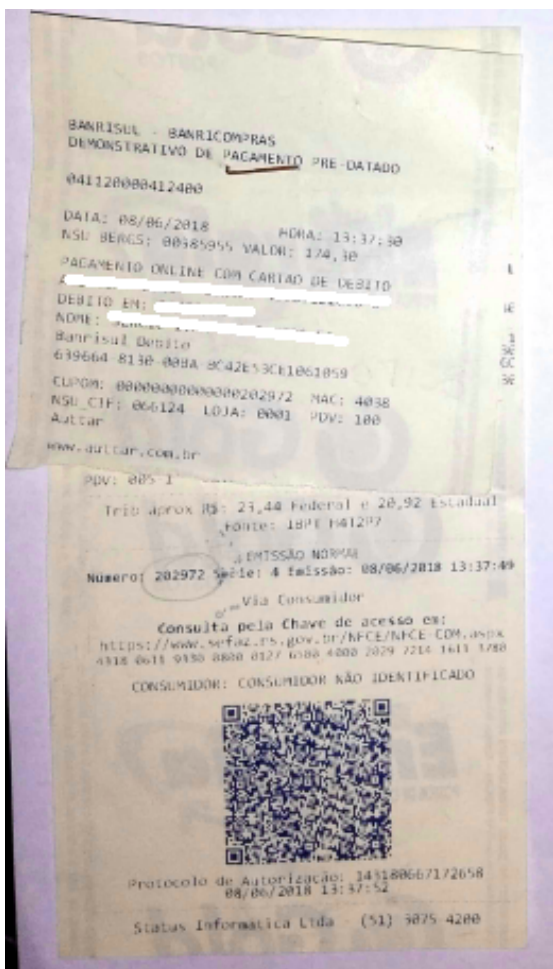 BANRISUL - BANRICOMPRAS
DEMONSTRATIVO DE PAGAMENTO PRE-DATADO
041120000412400
DATA: 08/06/2018 HORA: 13:37:30
NSU BERGS: 00385955 VALOR: 174,30
PAGAMENTO ONLINE COM CARTAO DE DEBITO
DEBITO EM:
NOME:
Banrisul Debito
CUPOM: 00000000000000202972 MAC: 4038
NSU CTF: 066124 LOJA: 0001 PDV: 100
Auttar
www.auttar.com.br
PDV: 005 1
Trib aprox R$: 23,44 Federal e 20,92 Estadual
Fonte: IBPT
EMISSÃO NORMAL
Número: 202972 Série: 4 Emissão: 08/06/2018 13:37:49
Via Consumidor
Consulta pela Chave de acesso em:
https://www.sefaz.rs.gov.br/NFCE/NFCE-COM.aspx
CONSUMIDOR: CONSUMIDOR NÃO IDENTIFICADO
Protocolo de Autorização: 143180667172658
08/06/2018 13:37:52
Status Informatica Ltda - (51) 3075 4200